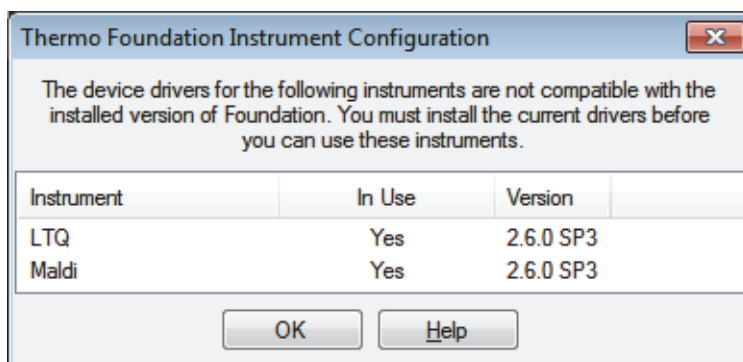 Thermo Foundation Instrument Configuration
The device drivers for the following instruments are not compatible with the
installed version of Foundation. You must install the current drivers before
you can use these instruments.
Instrument In Use Version
LTQ Yes 2.6.0 SP3
Maldi Yes 2.6.0 SP3
OK Help